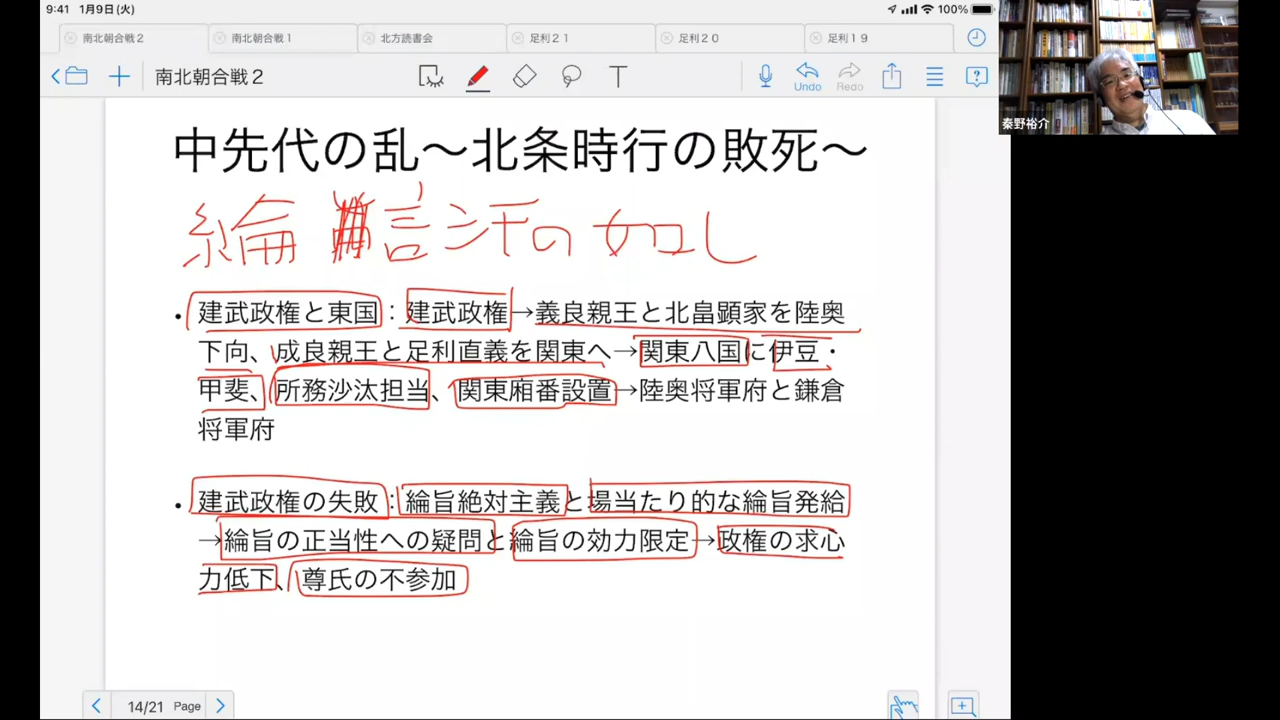 9:41 1月9日(火)
100%
南北朝合戦2
南北朝合戦1
北方読書会
足利21
足利20
足利19
南北朝合戦2
T
Undo
Redo
秦野裕介
中先代の乱〜北条時行の敗死〜
綸言汗の如し
• 建武政権と東国：建武政権→義良親王と北畠顕家を陸奥
下向、成良親王と足利直義を関東へ→関東八国に伊豆・
甲斐、所務沙汰担当、関東廂番設置→陸奥将軍府と鎌倉
将軍府
• 建武政権の失敗：綸旨絶対主義と場当たり的な綸旨発給
→綸旨の正当性への疑問と綸旨の効力限定→政権の求心
力低下、尊氏の不参加
14/21 Page